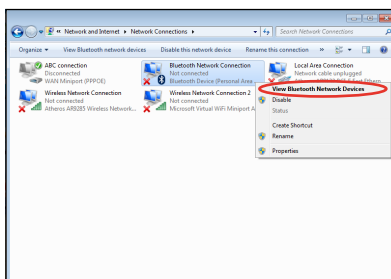 Network and Internet ▸ Network Connections ▸
Search Network Connections
Organize
View Bluetooth network devices
Disable this network device
Rename this connection
»
ABC connection
Disconnected
WAN Miniport (PPPOE)
Bluetooth Network Connection
Not connected
Bluetooth Device (Personal Area...
Local Area Connection
Network cable unplugged
Wireless Network Connection
Not connected
Atheros AR9285 Wireless Network...
Wireless Network Connection 2
Not connected
Microsoft Virtual WiFi Miniport A
View Bluetooth Network Devices
Disable
Status
Create Shortcut
Rename
Properties